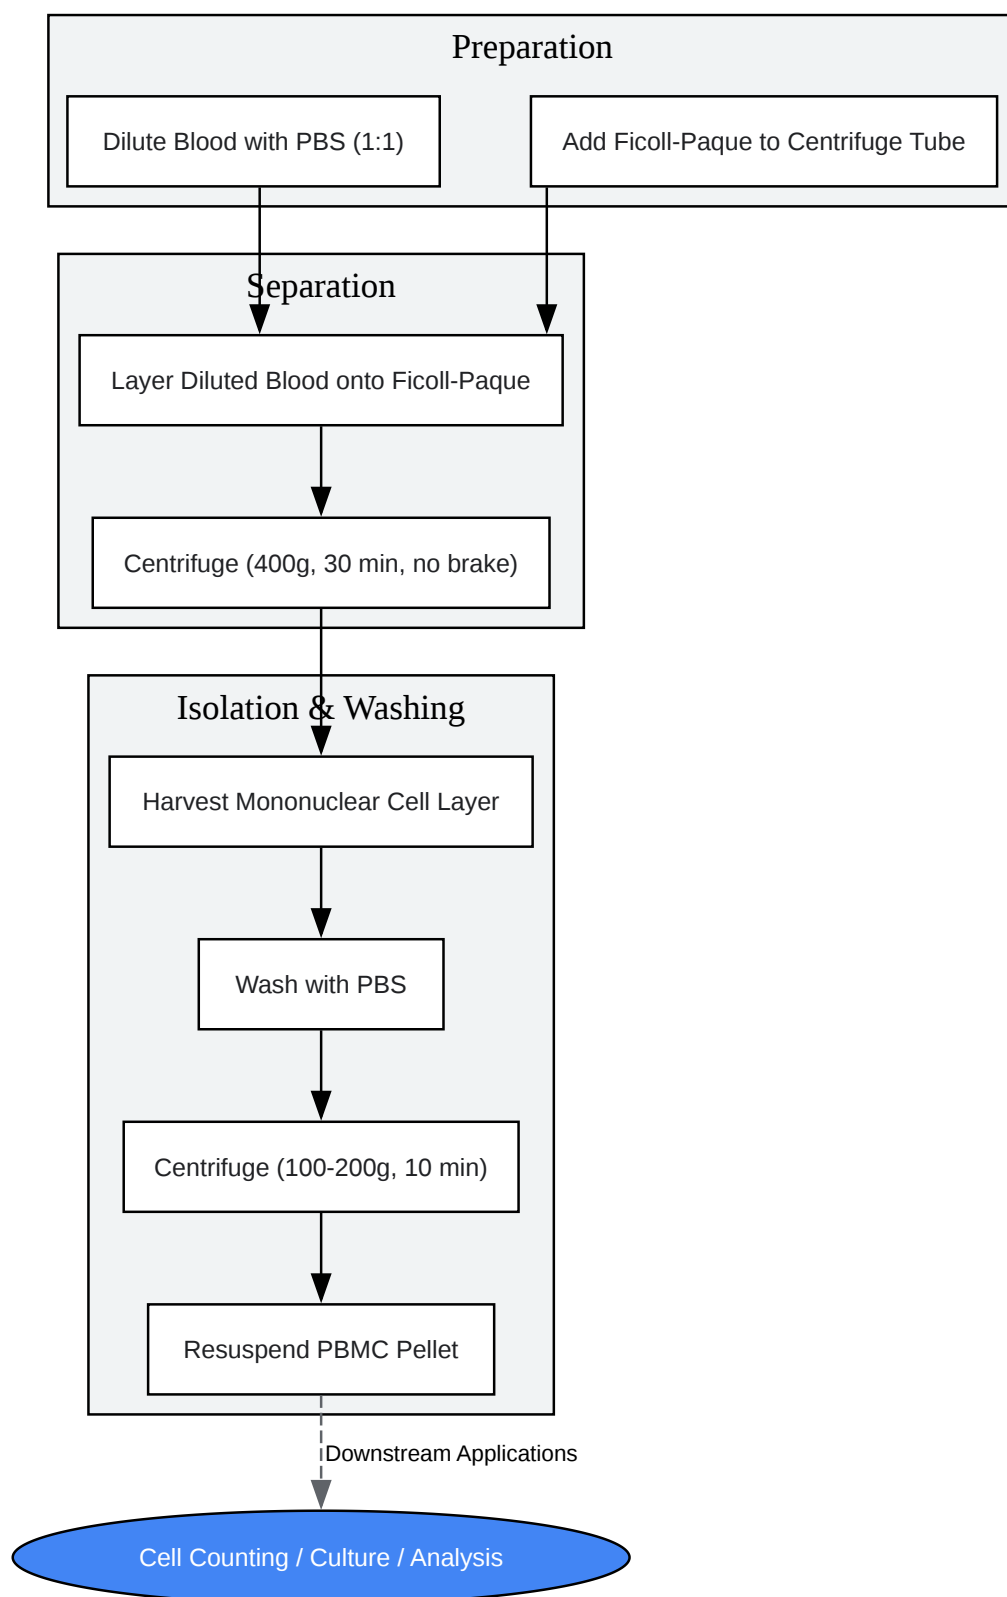 Preparation
Dilute Blood with PBS (1:1)
Add Ficoll-Paque to Centrifuge Tube
Separation
Layer Diluted Blood onto Ficoll-Paque
Centrifuge (400g, 30 min, no brake)
Isolation & Washing
Harvest Mononuclear Cell Layer
Wash with PBS
Centrifuge (100-200g, 10 min)
Resuspend PBMC Pellet
Downstream Applications
Cell Counting / Culture / Analysis